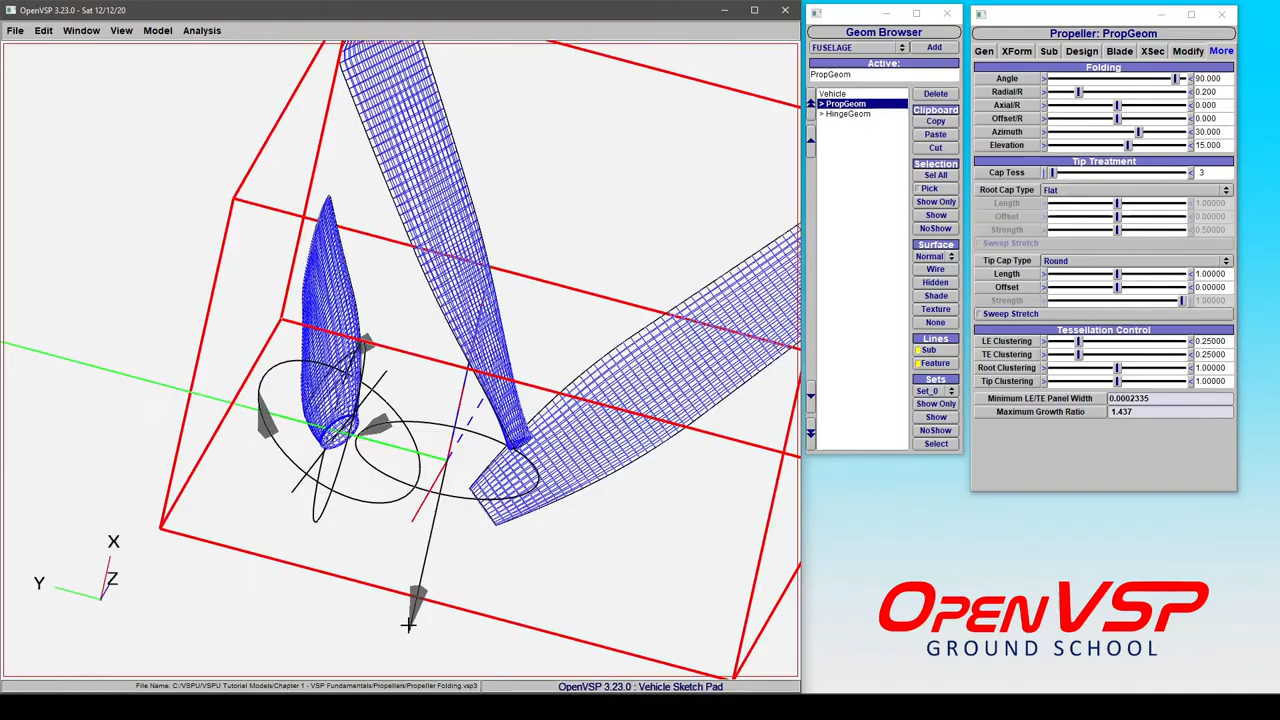 OpenVSP 3.23.0 - Sat 12/12/20
File Edit Window View Model Analysis
X
Y
Z
File Name: C:/VSPU/VSPU Tutorial Models/Chapter 1 - VSP Fundamentals/Propellers/Propeller Folding.vsp3
OpenVSP 3.23.0 : Vehicle Sketch Pad
Geom Browser
FUSELAGE Add
Active:
PropGeom
Vehicle
> PropGeom
> HingeGeom
Delete
Clipboard
Copy
Paste
Cut
Selection
Sel All
Pick
Show Only
Show
NoShow
Surface
Normal
Wire
Hidden
Shade
Texture
None
Lines
Sub
Feature
Sets
Set_0
Show Only
Show
NoShow
Select
Propeller: PropGeom
Gen XForm Sub Design Blade XSec Modify More
Folding
Angle > < 90.000
Radial/R > < 0.200
Axial/R > < 0.000
Offset/R > < 0.000
Azimuth > < 30.000
Elevation > < 15.000
Tip Treatment
Cap Tess 3
Root Cap Type Flat
Length > < 1.00000
Offset > < 0.00000
Strength > < 0.50000
Sweep Stretch
Tip Cap Type Round
Length > < 1.00000
Offset > < 0.00000
Strength > 1.00000
Sweep Stretch
Tessellation Control
LE Clustering > < 0.25000
TE Clustering > < 0.25000
Root Clustering > < 1.00000
Tip Clustering > < 1.00000
Minimum LE/TE Panel Width 0.0002335
Maximum Growth Ratio 1.437
OPENVSP
GROUND SCHOOL